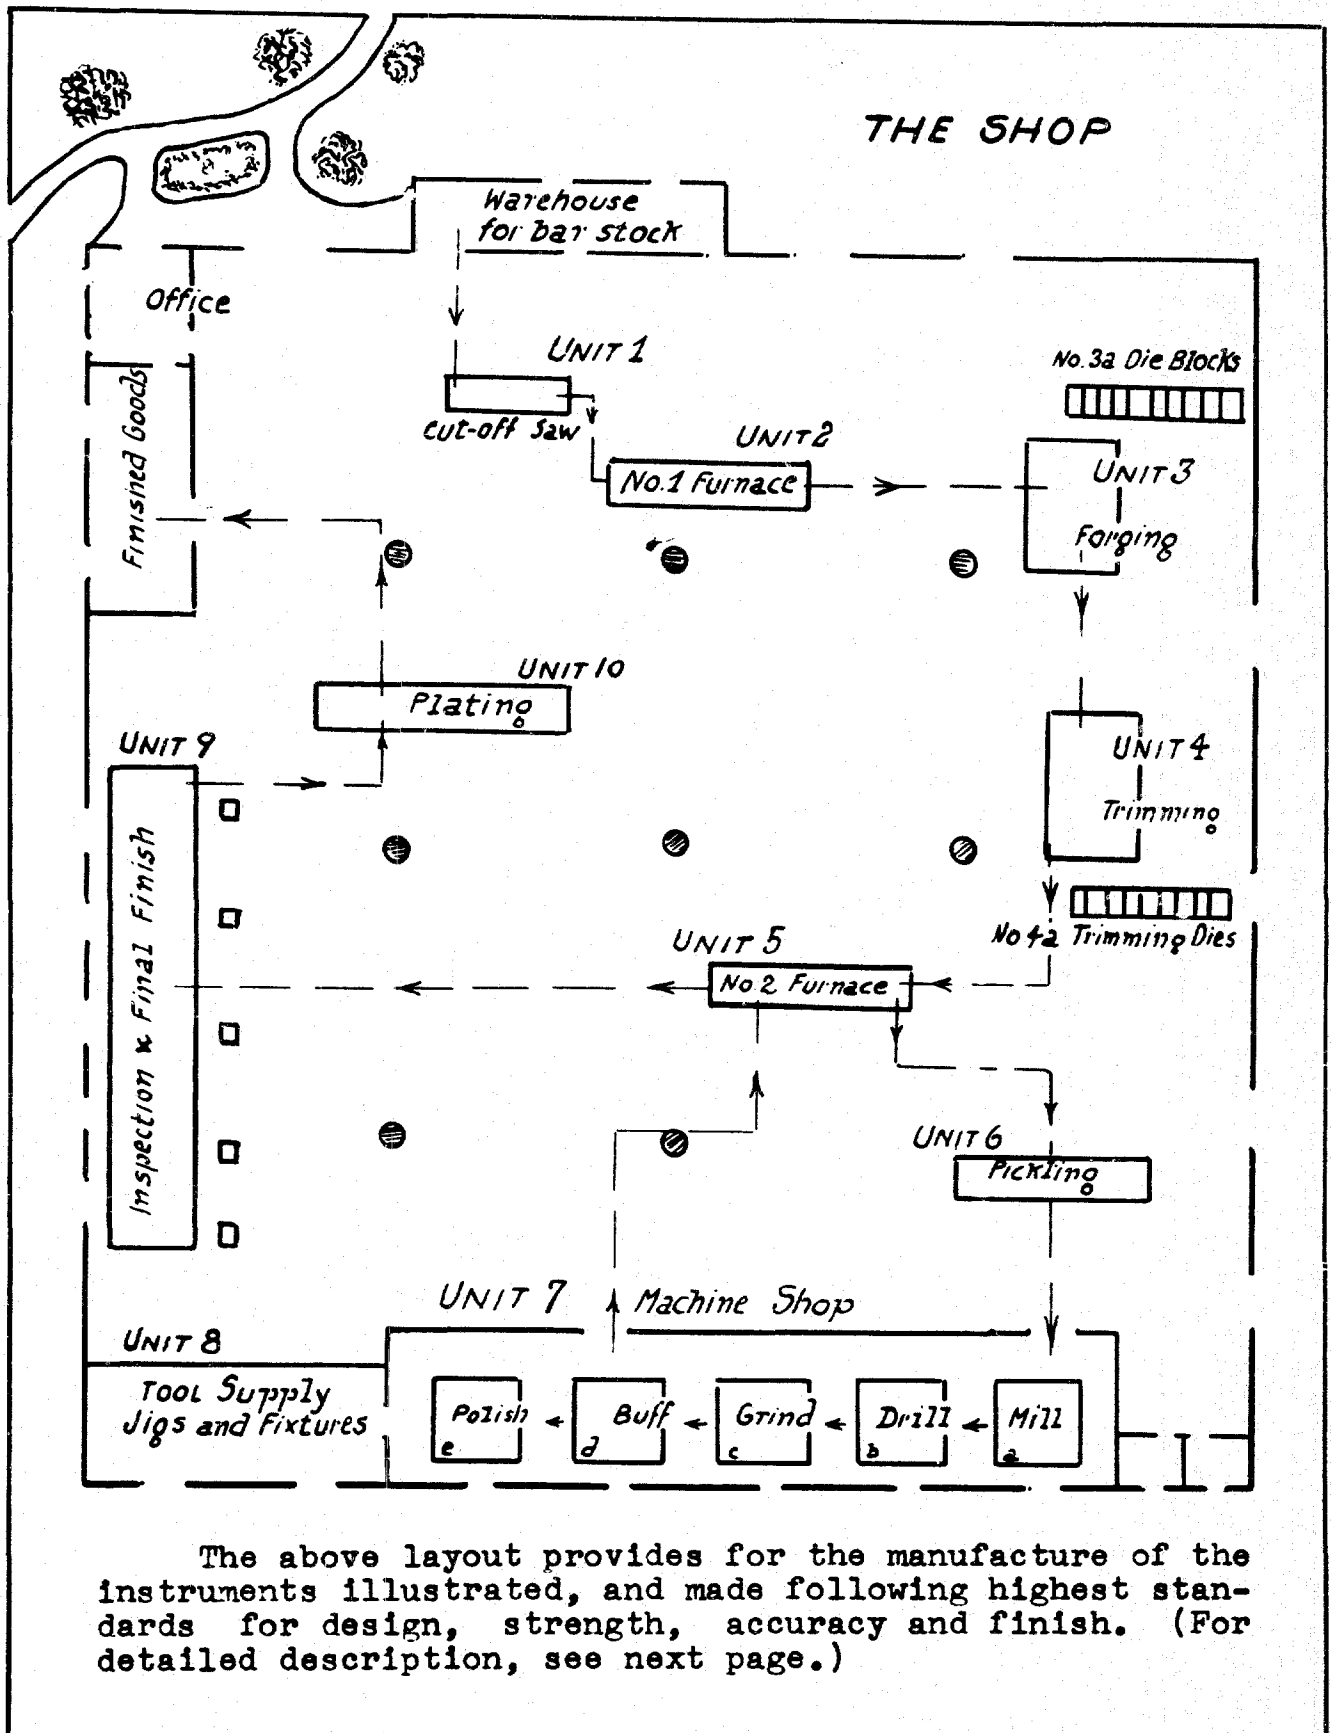 THE SHOP
Warehouse
for bar stock
Office
UNIT 1
cut-off saw
No. 3a Die Blocks
UNIT 2
No. 1 Furnace
UNIT 3
Forging
Finished Goods
UNIT 10
Plating
UNIT 9
Inspection & Final Finish
UNIT 4
Trimming
No 4a Trimming Dies
UNIT 5
No. 2 Furnace
UNIT 6
Pickling
UNIT 7 Machine Shop
UNIT 8
TOOL Supply
Jigs and Fixtures
Polish
e
Buff
d
Grind
c
Drill
b
Mill
a
The above layout provides for the manufacture of the
instruments illustrated, and made following highest stan-
dards for design, strength, accuracy and finish. (For
detailed description, see next page.)